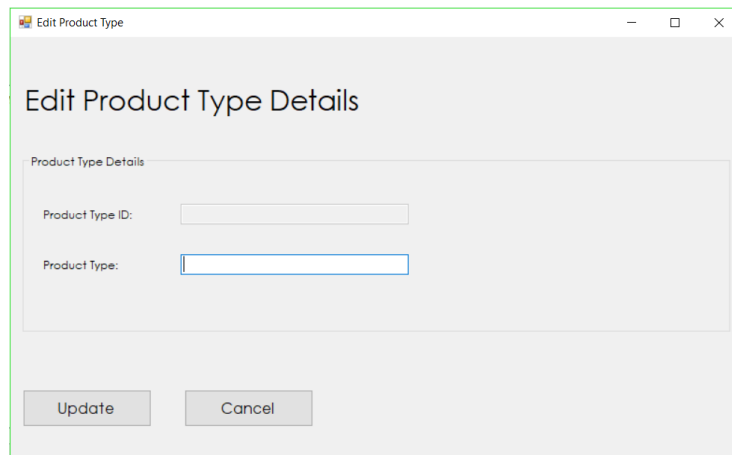 Edit Product Type
Edit Product Type Details
Product Type Details
Product Type ID:
Product Type:
Update Cancel